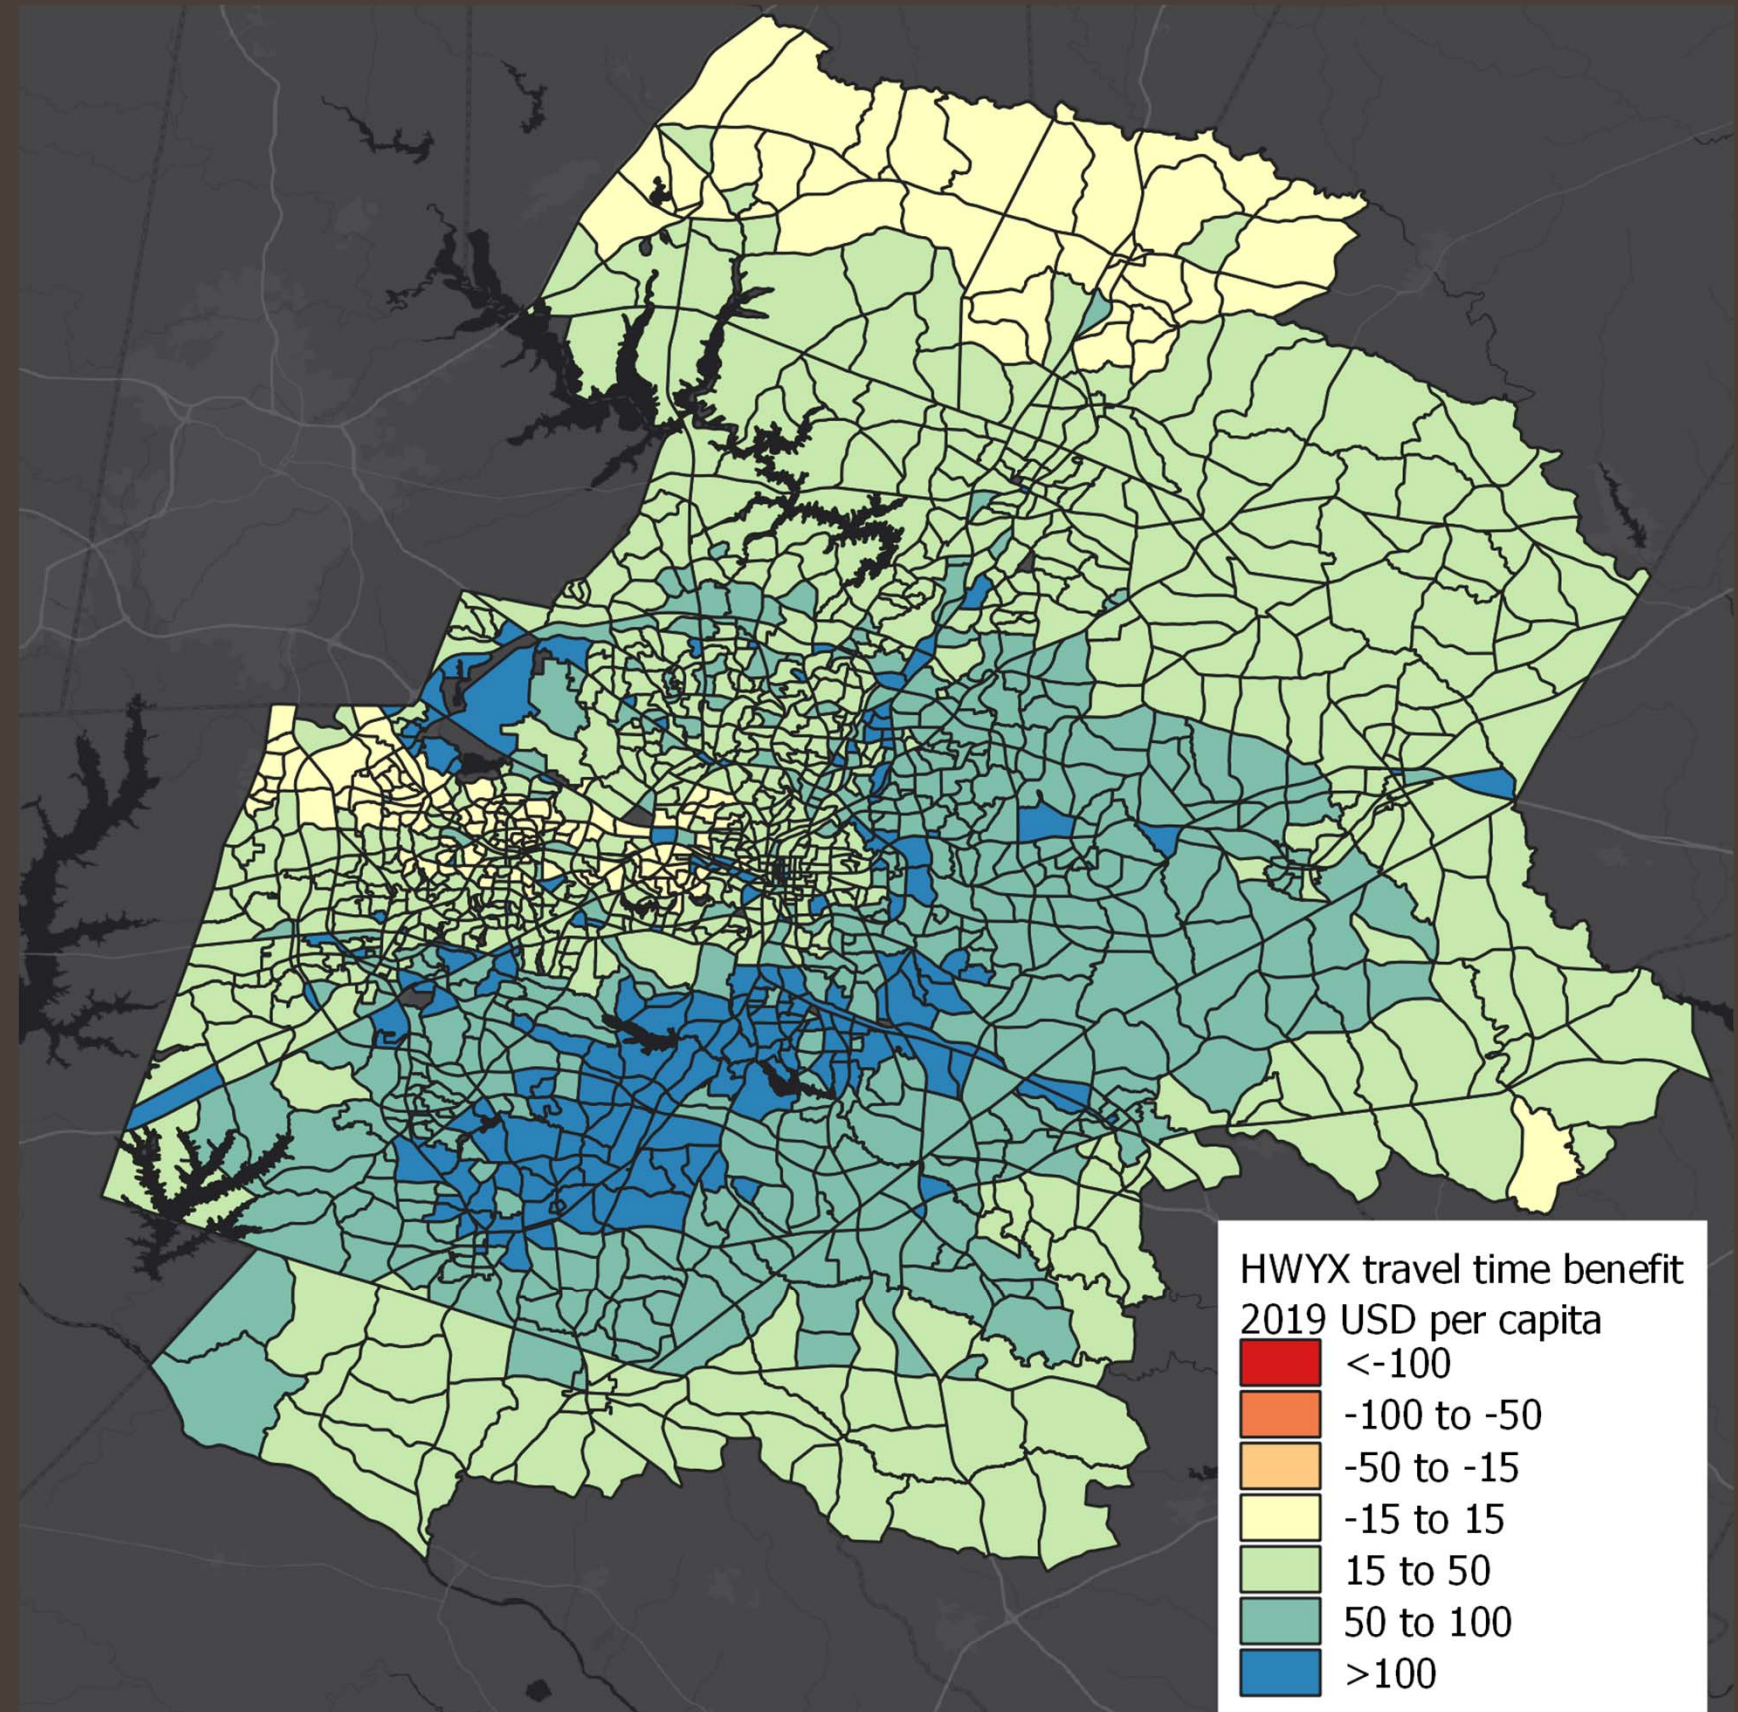 HWYX travel time benefit
2019 USD per capita
<-100
-100 to -50
-50 to -15
-15 to 15
15 to 50
50 to 100
>100